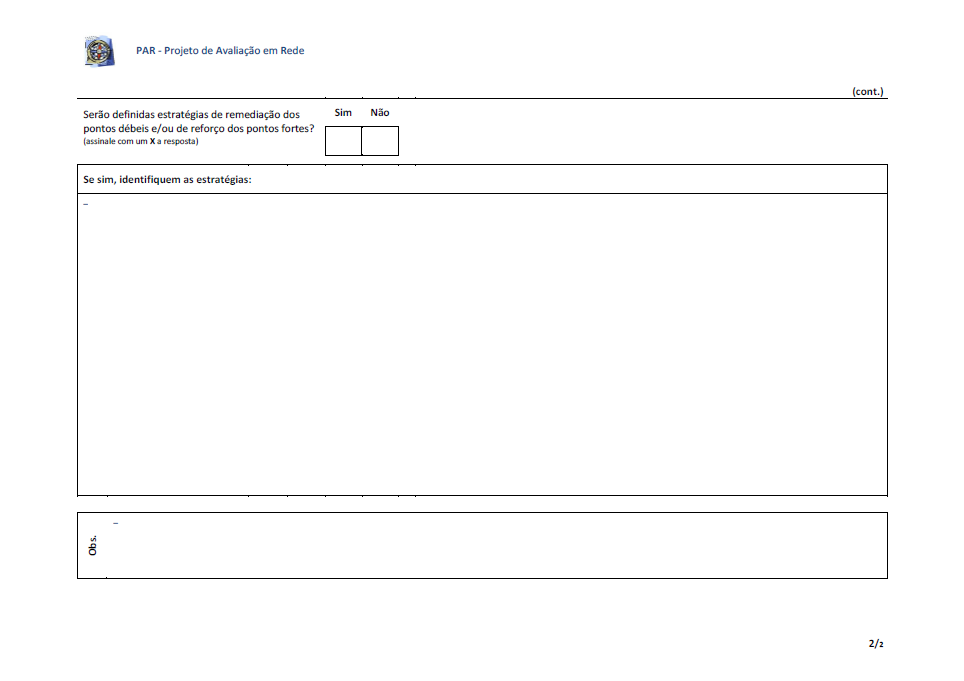 PAR - Projeto de Avaliação em Rede
(cont.)
Serão definidas estratégias de remediação dos
pontos débeis e/ou de reforço dos pontos fortes?
(assinale com um X a resposta)
Sim Não
Se sim, identifiquem as estratégias:
–
–
Obs.
2/2